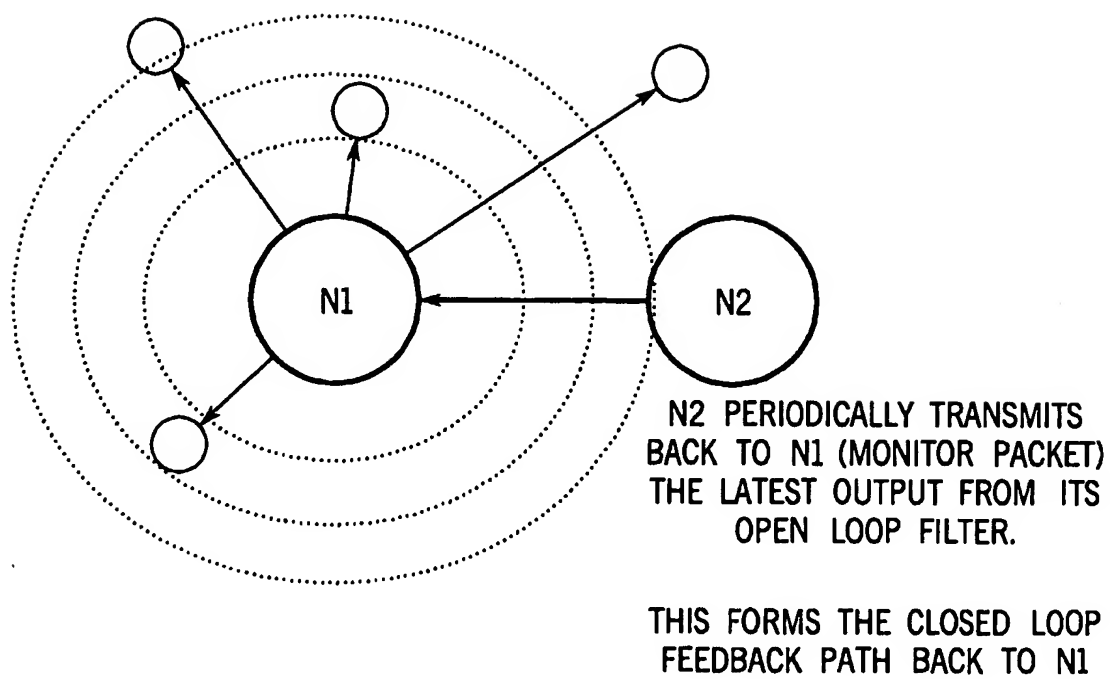 N1
N2
N2 PERIODICALLY TRANSMITS
BACK TO N1 (MONITOR PACKET)
THE LATEST OUTPUT FROM ITS
OPEN LOOP FILTER.
THIS FORMS THE CLOSED LOOP
FEEDBACK PATH BACK TO N1